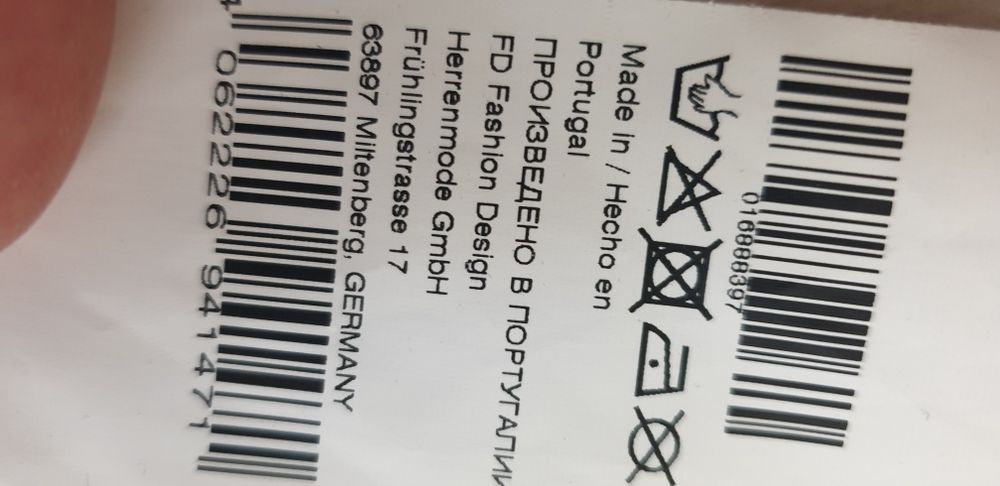 016888397
Made in / Hecho en
Portugal
ПРОИЗВЕДЕНО В ПОРТУГАЛИИ
FD Fashion Design
Herrenmode GmbH
Frühlingstrasse 17
63897 Miltenberg, GERMANY
4 062226 941471